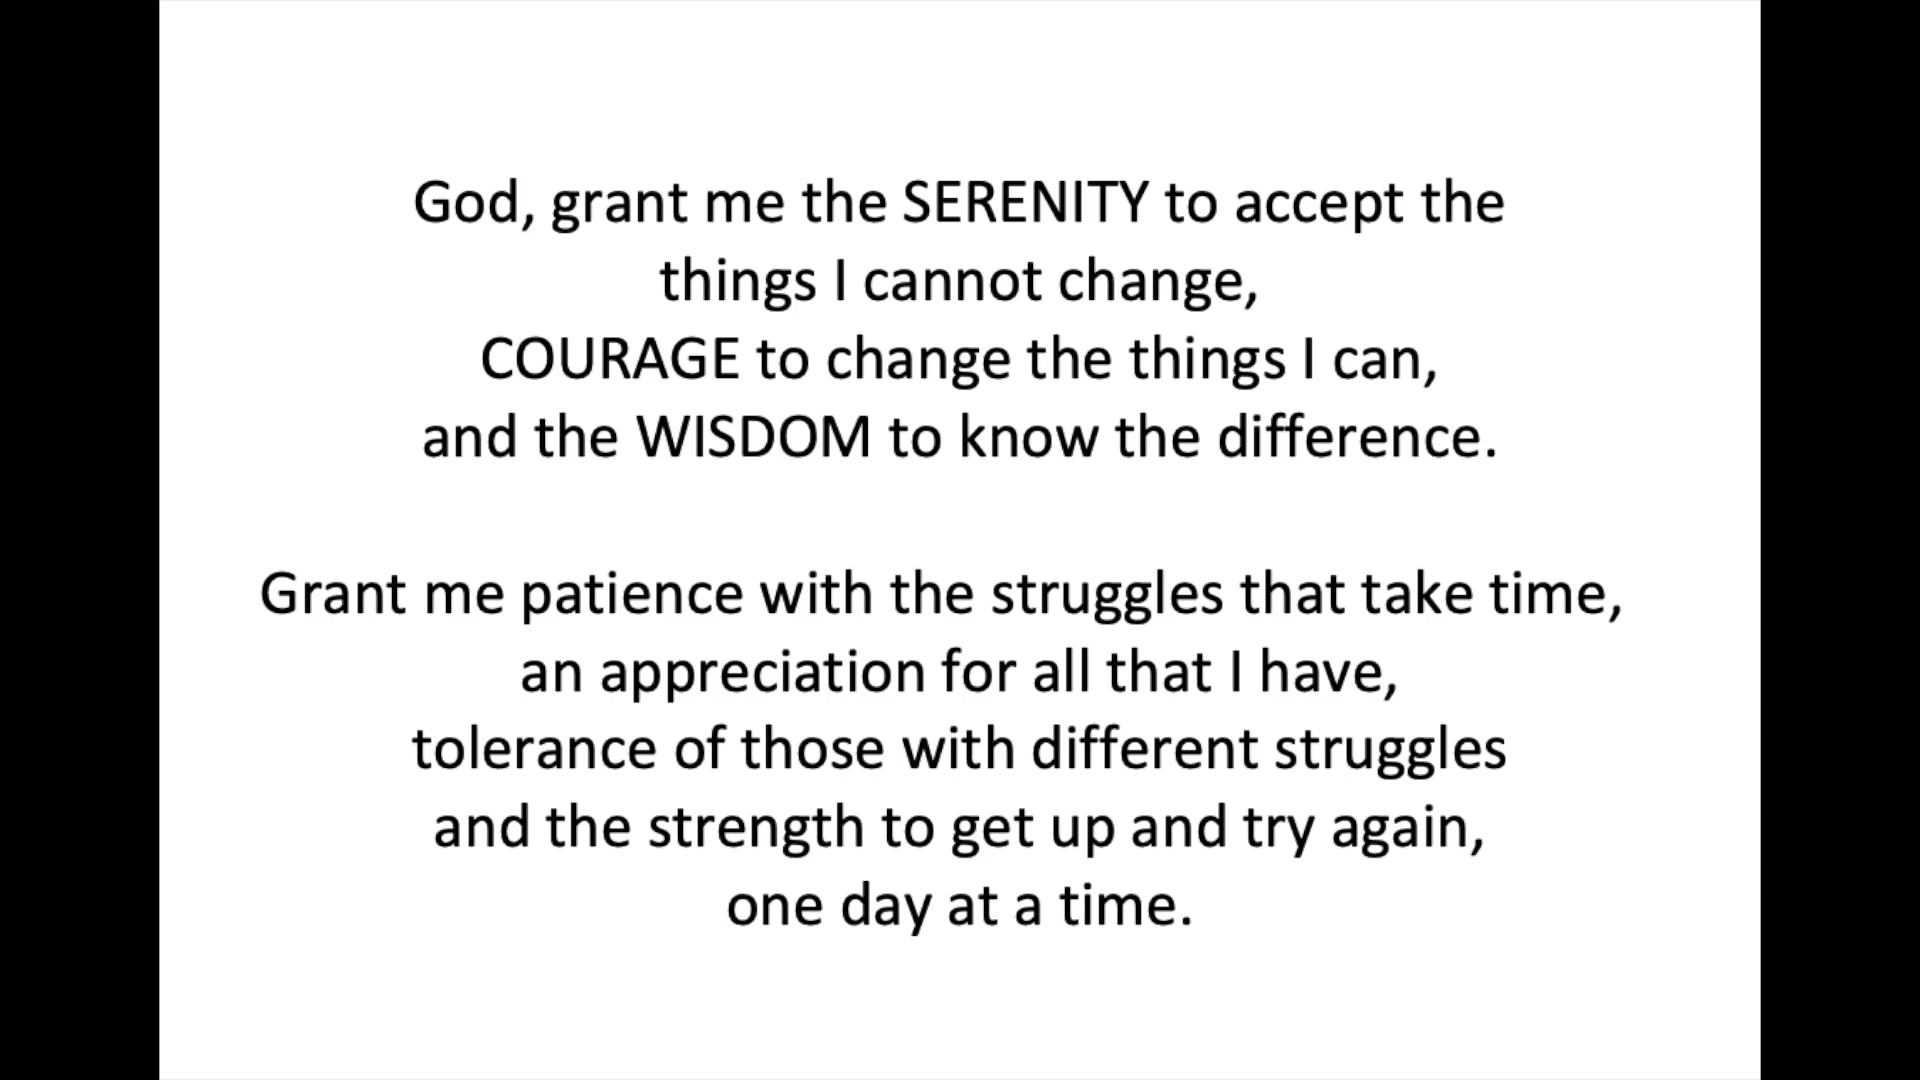 God, grant me the SERENITY to accept the
things I cannot change,
COURAGE to change the things I can,
and the WISDOM to know the difference.
Grant me patience with the struggles that take time,
an appreciation for all that I have,
tolerance of those with different struggles
and the strength to get up and try again,
one day at a time.